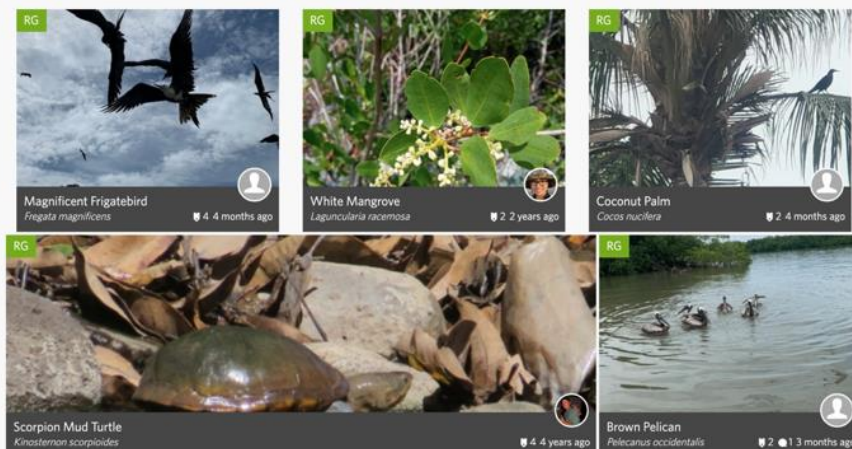 RG
Magnificent Frigatebird
Fregata magnificens
4 4 months ago
RG
White Mangrove
Laguncularia racemosa
2 2 years ago
RG
Coconut Palm
Cocos nucifera
2 4 months ago
RG
Scorpion Mud Turtle
Kinosternon scorpioides
4 4 years ago
RG
Brown Pelican
Pelecanus occidentalis
2 1 3 months ago